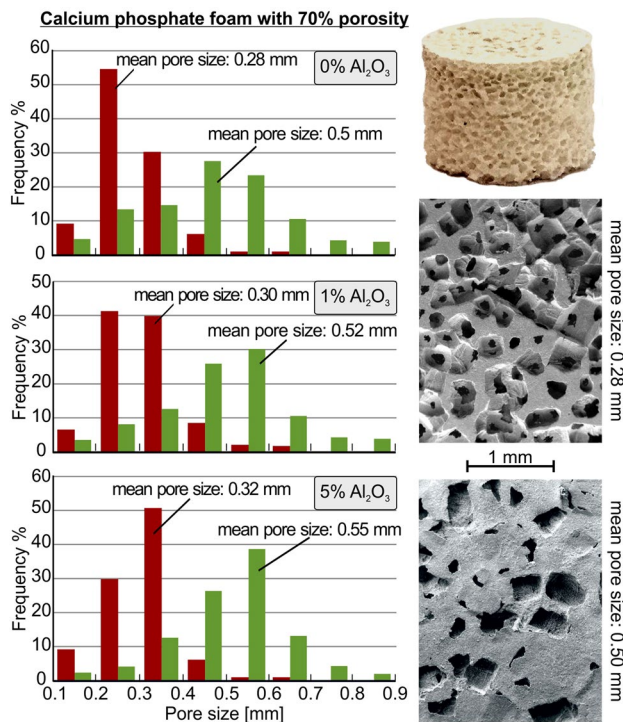 Calcium phosphate foam with 70% porosity
60
50
40
30
20
10
0
Frequency %
mean pore size: 0.28 mm
0% Al₂O₃
mean pore size: 0.5 mm
50
40
30
20
10
0
Frequency %
mean pore size: 0.30 mm
1% Al₂O₃
mean pore size: 0.52 mm
60
50
40
30
20
10
0
Frequency %
5% Al₂O₃
mean pore size: 0.32 mm
mean pore size: 0.55 mm
0.1 0.2 0.3 0.4 0.5 0.6 0.7 0.8 0.9
Pore size [mm]
mean pore size: 0.28 mm
1 mm
mean pore size: 0.50 mm